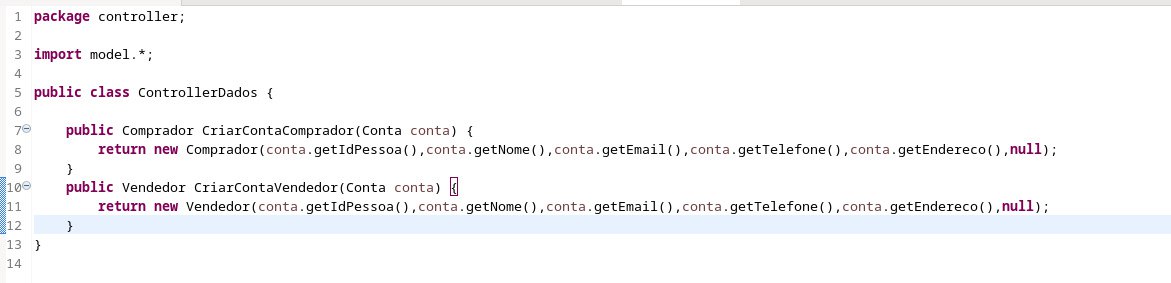 1 package controller;
2
3 import model.*;
4
5 public class ControllerDados {
6
7 public Comprador CriarContaComprador(Conta conta) {
8 return new Comprador(conta.getIdPessoa(),conta.getNome(),conta.getEmail(),conta.getTelefone(),conta.getEndereco(),null);
9 }
10 public Vendedor CriarContaVendedor(Conta conta) {
11 return new Vendedor(conta.getIdPessoa(),conta.getNome(),conta.getEmail(),conta.getTelefone(),conta.getEndereco(),null);
12 }
13 }
14